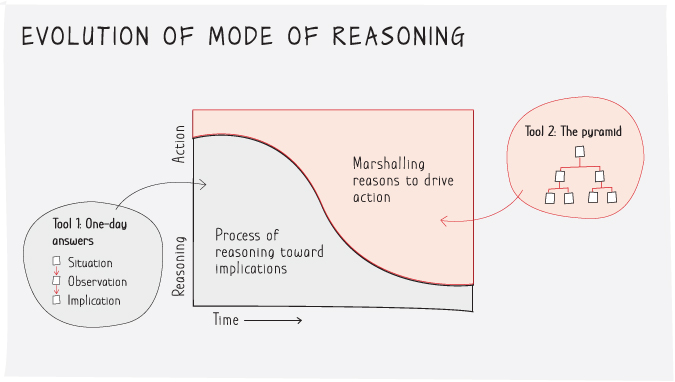 EVOLUTION OF MODE OF REASONING
Action
Reasoning
Tool 1: One-day
answers
Situation
Observation
Implication
Process of
reasoning toward
implications
Marshalling
reasons to drive
action
Tool 2: The pyramid
Time